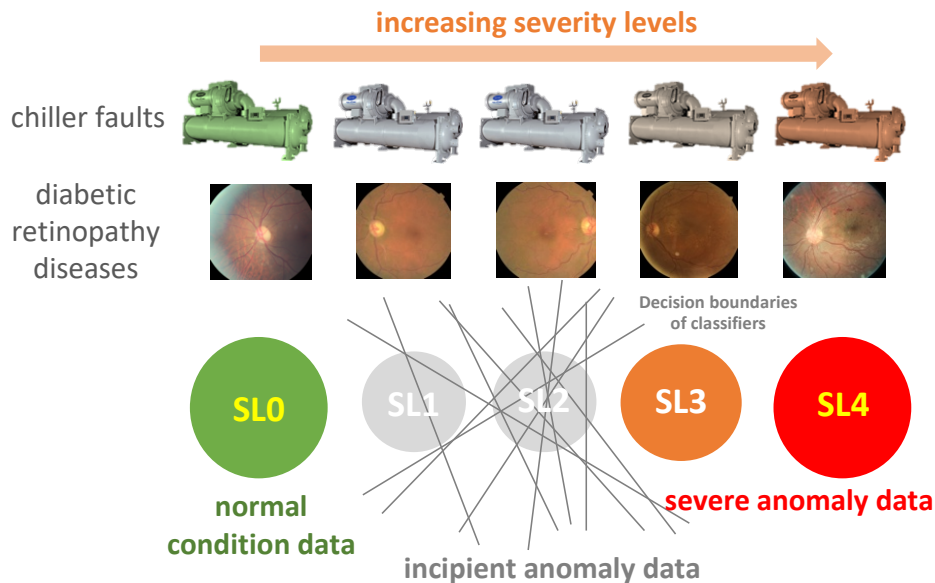 increasing severity levels
chiller faults
diabetic
retinopathy
diseases
Decision boundaries
of classifiers
SL0
SL1
SL2
SL3
SL4
normal
condition data
severe anomaly data
incipient anomaly data